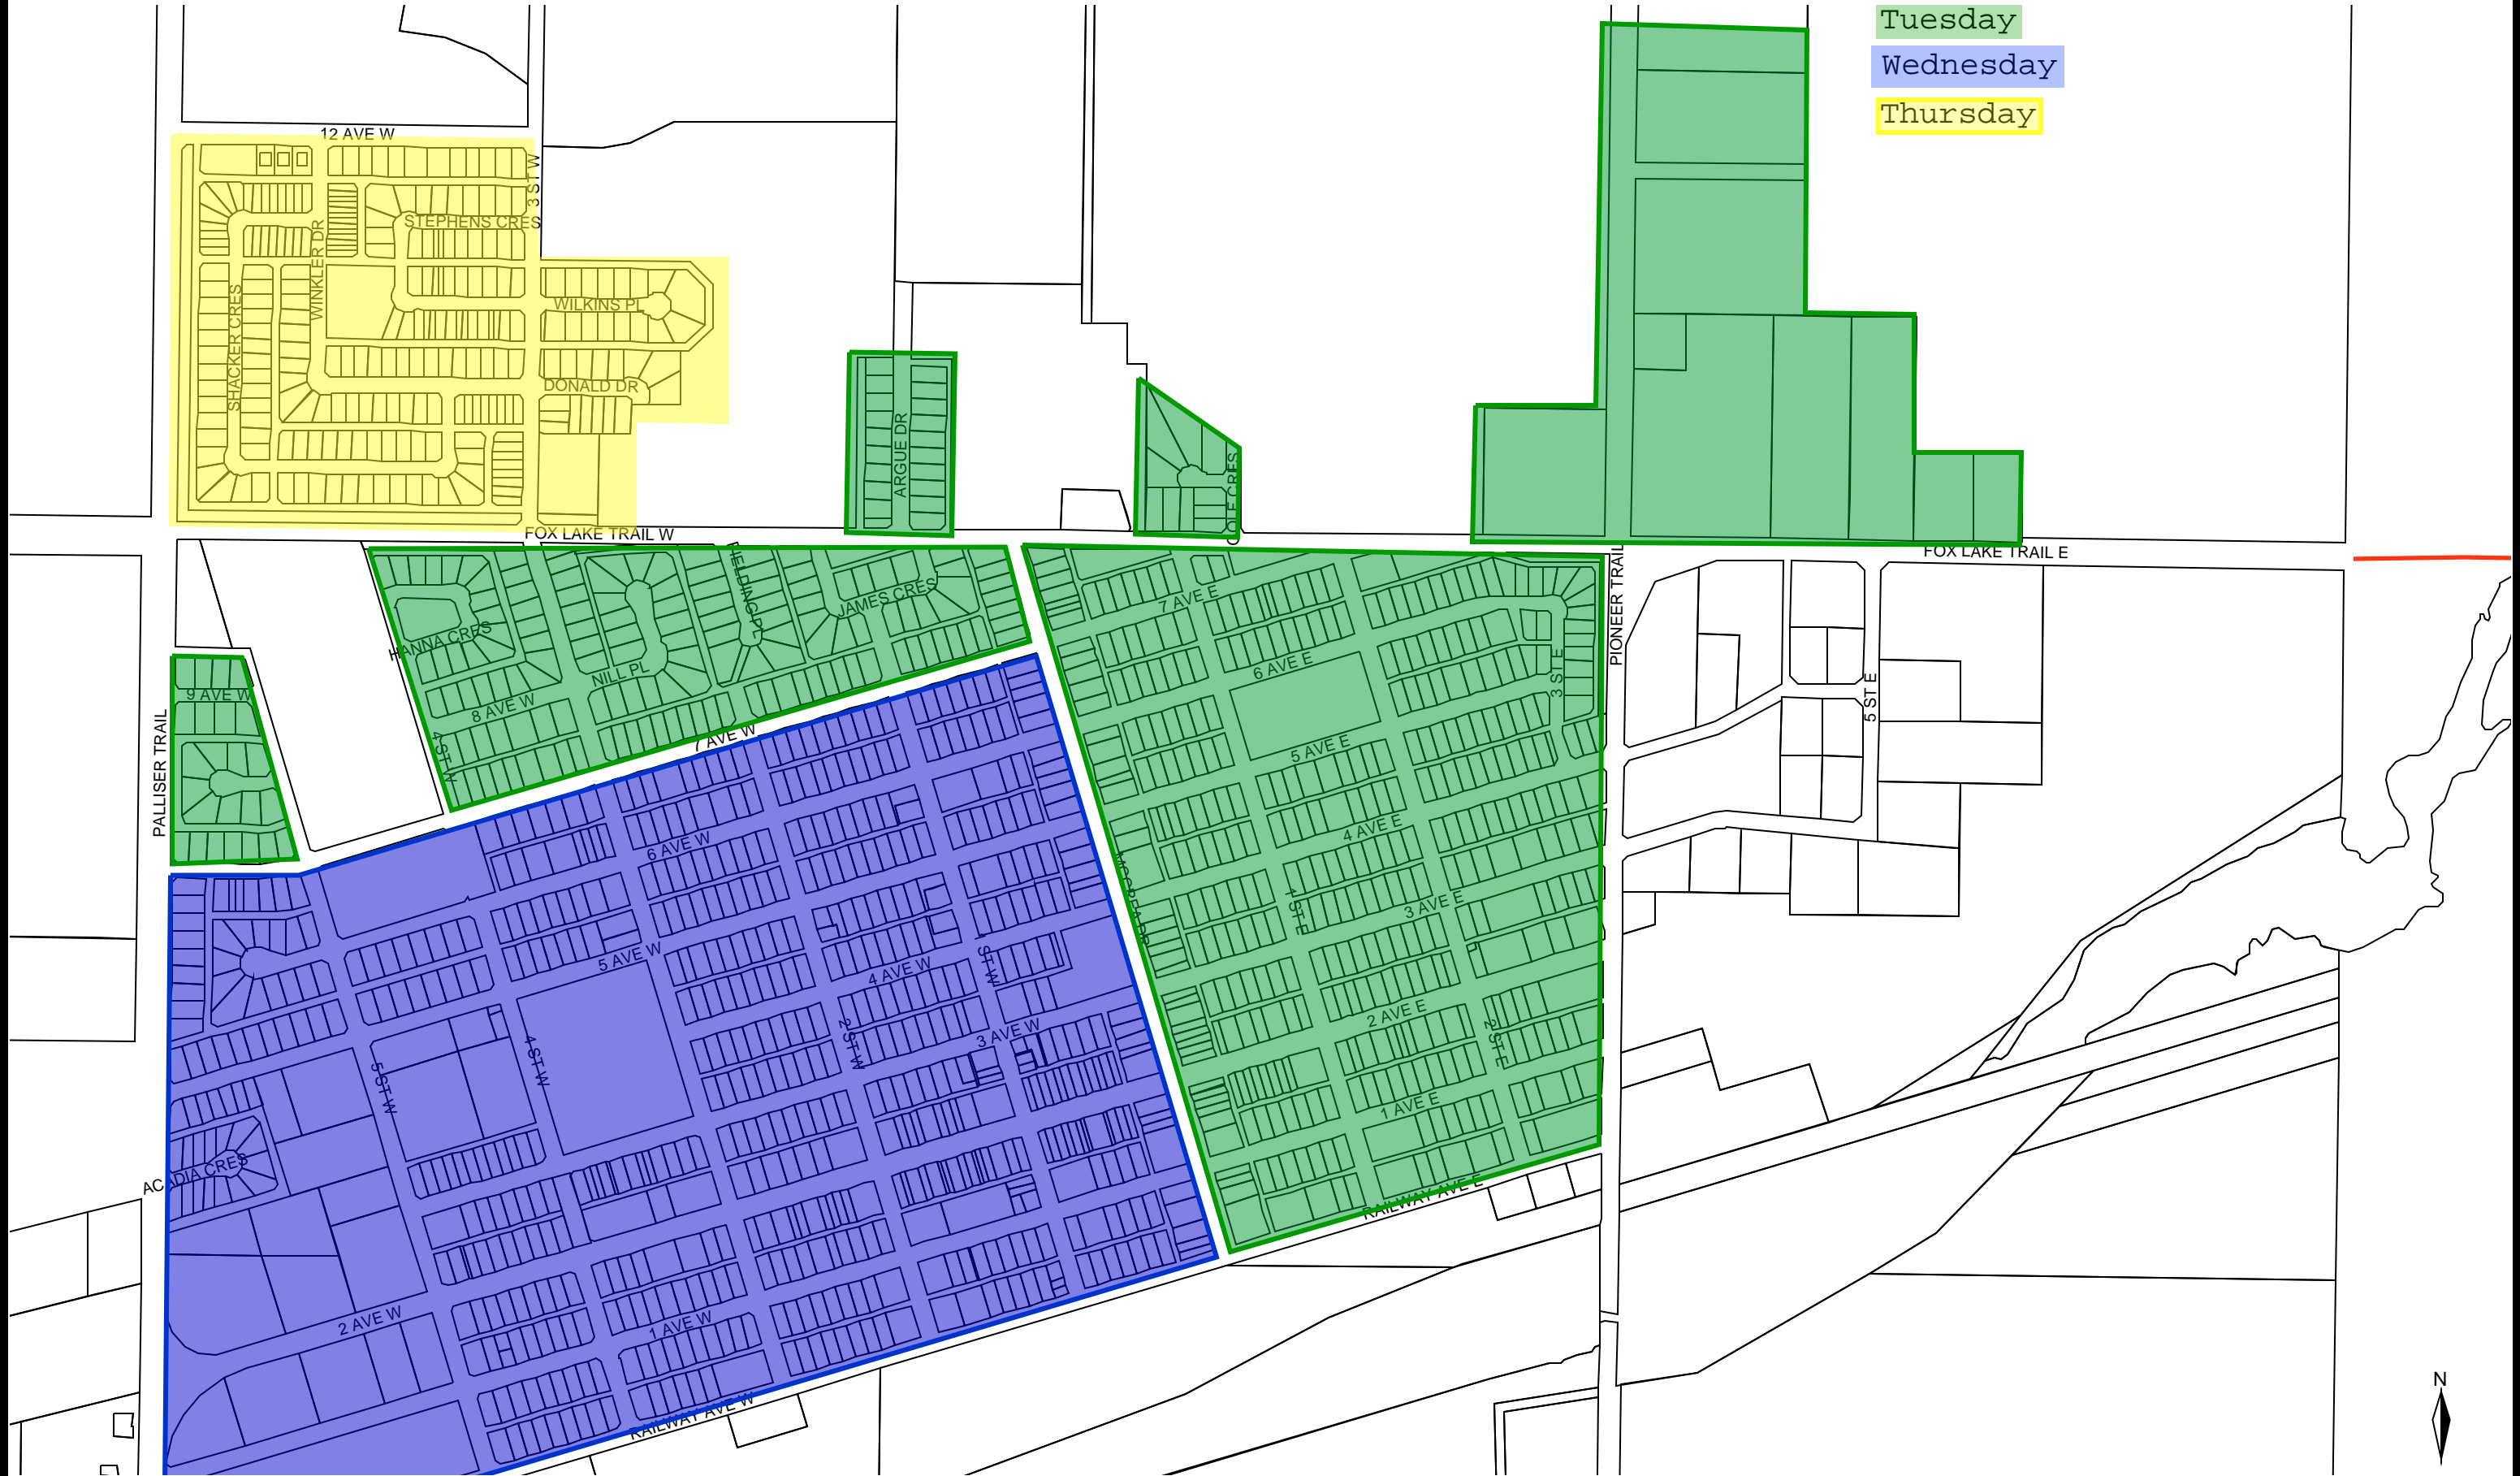 Tuesday
Wednesday
Thursday
12 AVE W
3 ST W
STEPHENS CRES
WINKLER DR
SHACKER CRES
WILKINS PL
DONALD DR
ARGUE DR
COLE CRES
FOX LAKE TRAIL W
FOX LAKE TRAIL E
HANNA CRES
FIELDING PL
JAMES CRES
NILL PL
8 AVE W
4 ST W
7 AVE W
9 AVE W
PALLISER TRAIL
7 AVE E
6 AVE E
3 ST E
5 AVE E
PIONEER TRAIL
5 ST E
4 AVE E
MCCREA DR
1 ST E
3 AVE E
2 AVE E
2 ST E
1 AVE E
RAILWAY AVE E
6 AVE W
5 AVE W
4 AVE W
1 ST W
3 AVE W
2 ST W
4 ST W
5 ST W
ACADIA CRES
2 AVE W
1 AVE W
RAILWAY AVE W
N